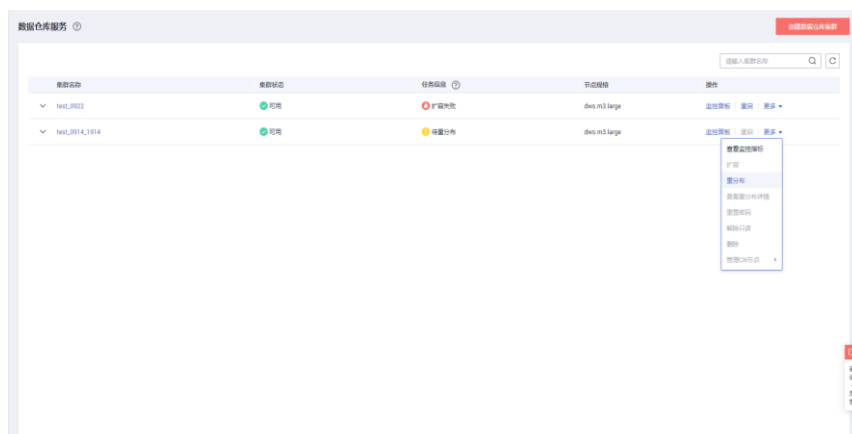 数据仓库服务
创建数据仓库集群
请输入集群名称
集群名称 集群状态 任务信息 节点规格 操作
test_0922 可用 扩容失败 dws.m3.large 监控面板 重启 更多
test_0914_1914 可用 待重分布 dws.m3.large 监控面板 重启 更多
查看监控指标
扩容
重分布
查看重分布详情
重置密码
解除只读
删除
管理CN节点